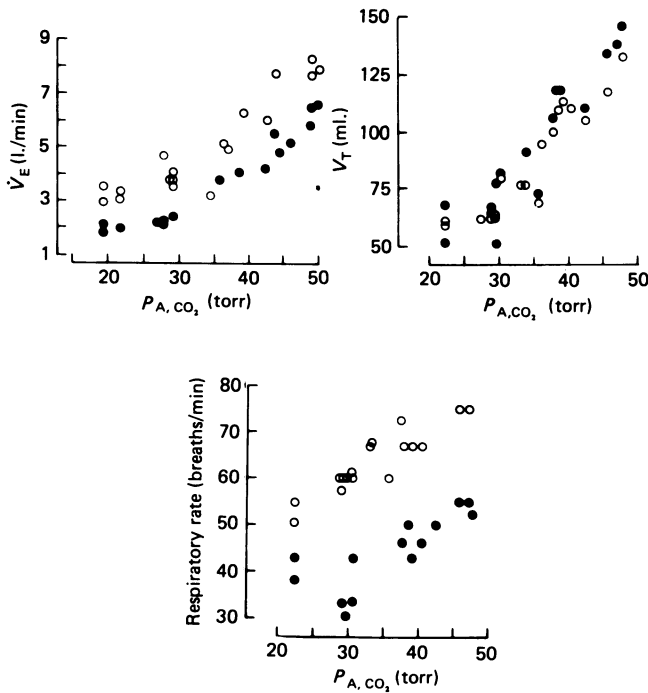 9
7
5
3
1
V̇E (l./min)
20 30 40 50
PA, CO2 (torr)
150
125
100
75
50
VT (ml.)
20 30 40 50
PA,CO2 (torr)
80
70
60
50
40
30
Respiratory rate (breaths/min)
20 30 40 50
PA, CO2 (torr)